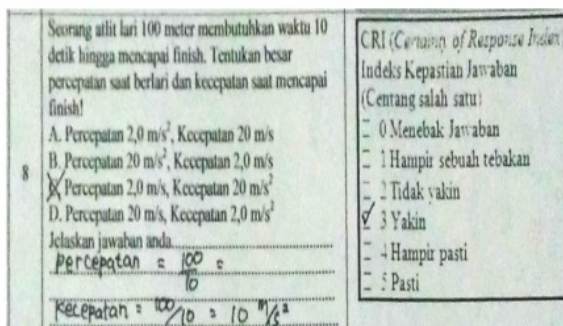 Seorang atlit lari 100 meter membutuhkan waktu 10
detik hingga mencapai finish. Tentukan besar
percepatan saat berlari dan kecepatan saat mencapai
finish!
A. Percepatan 2,0 m/s², Kecepatan 20 m/s
B. Percepatan 20 m/s², Kecepatan 2,0 m/s
8
C. Percepatan 2,0 m/s, Kecepatan 20 m/s²
D. Percepatan 20 m/s, Kecepatan 2,0 m/s²
Jelaskan jawaban anda
percepatan = 100/10 =
Kecepatan = 100/10 = 10 m/s²
CRI (Certainty of Response Index)
Indeks Kepastian Jawaban
(Centang salah satu)
0 Menebak Jawaban
1 Hampir sebuah tebakan
2 Tidak yakin
3 Yakin
4 Hampir pasti
5 Pasti